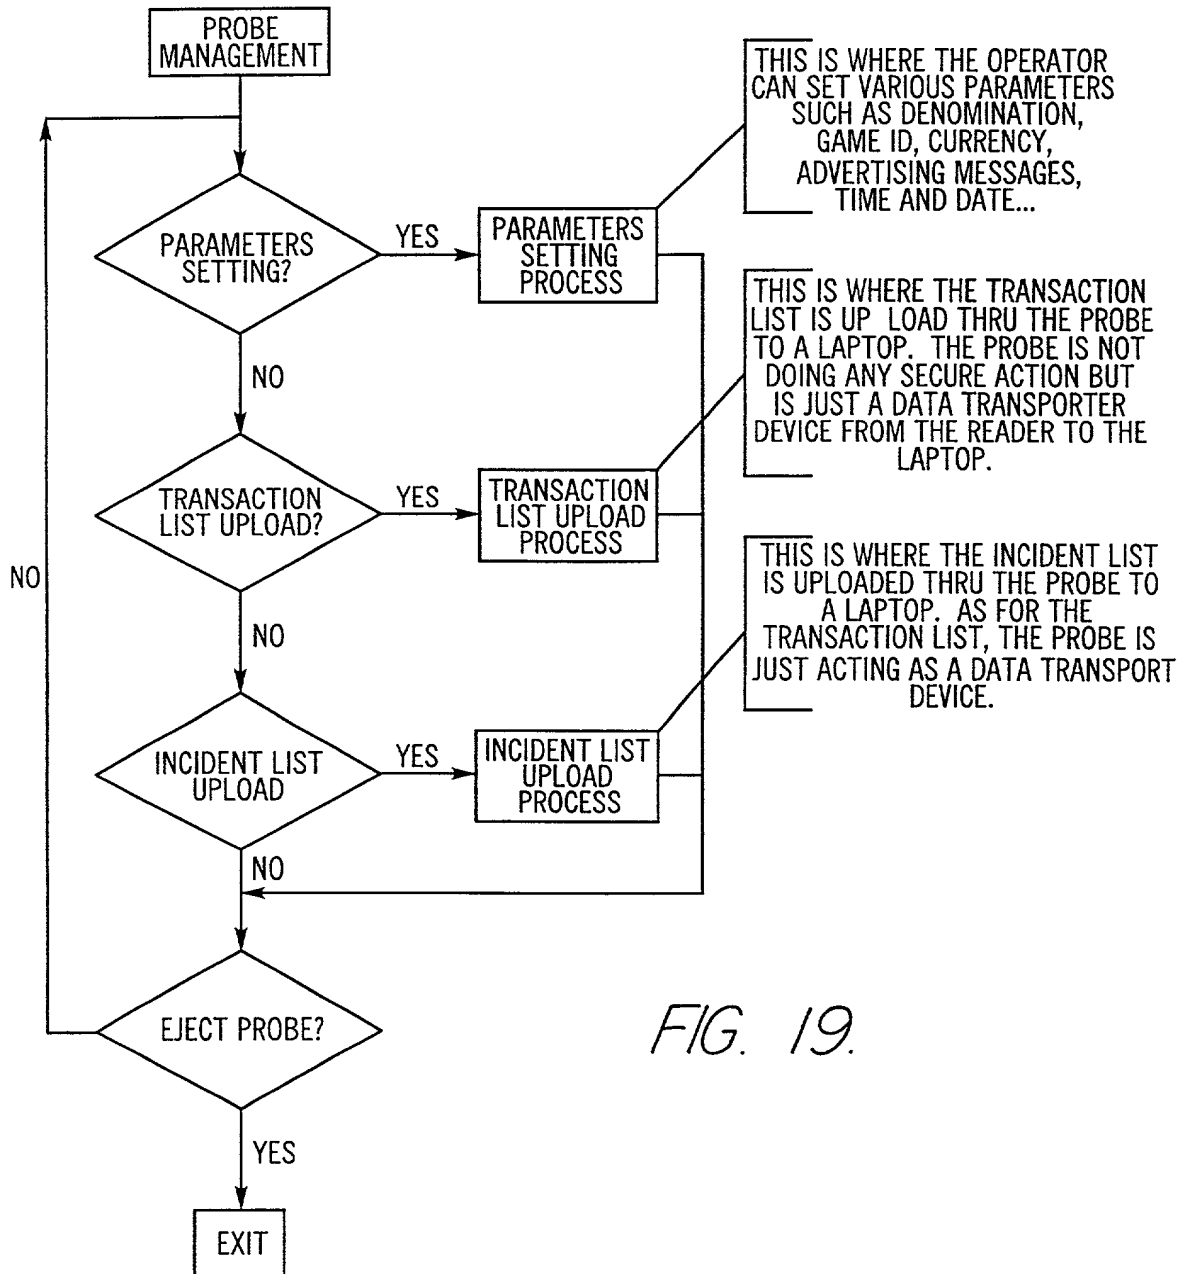 PROBE
MANAGEMENT
PARAMETERS
SETTING?
YES
PARAMETERS
SETTING
PROCESS
THIS IS WHERE THE OPERATOR
CAN SET VARIOUS PARAMETERS
SUCH AS DENOMINATION,
GAME ID, CURRENCY,
ADVERTISING MESSAGES,
TIME AND DATE...
NO
TRANSACTION
LIST UPLOAD?
YES
TRANSACTION
LIST UPLOAD
PROCESS
THIS IS WHERE THE TRANSACTION
LIST IS UP LOAD THRU THE PROBE
TO A LAPTOP. THE PROBE IS NOT
DOING ANY SECURE ACTION BUT
IS JUST A DATA TRANSPORTER
DEVICE FROM THE READER TO THE
LAPTOP.
NO
NO
INCIDENT LIST
UPLOAD
YES
INCIDENT LIST
UPLOAD
PROCESS
THIS IS WHERE THE INCIDENT LIST
IS UPLOADED THRU THE PROBE TO
A LAPTOP. AS FOR THE
TRANSACTION LIST, THE PROBE IS
JUST ACTING AS A DATA TRANSPORT
DEVICE.
NO
EJECT PROBE?
YES
EXIT
FIG. 19.